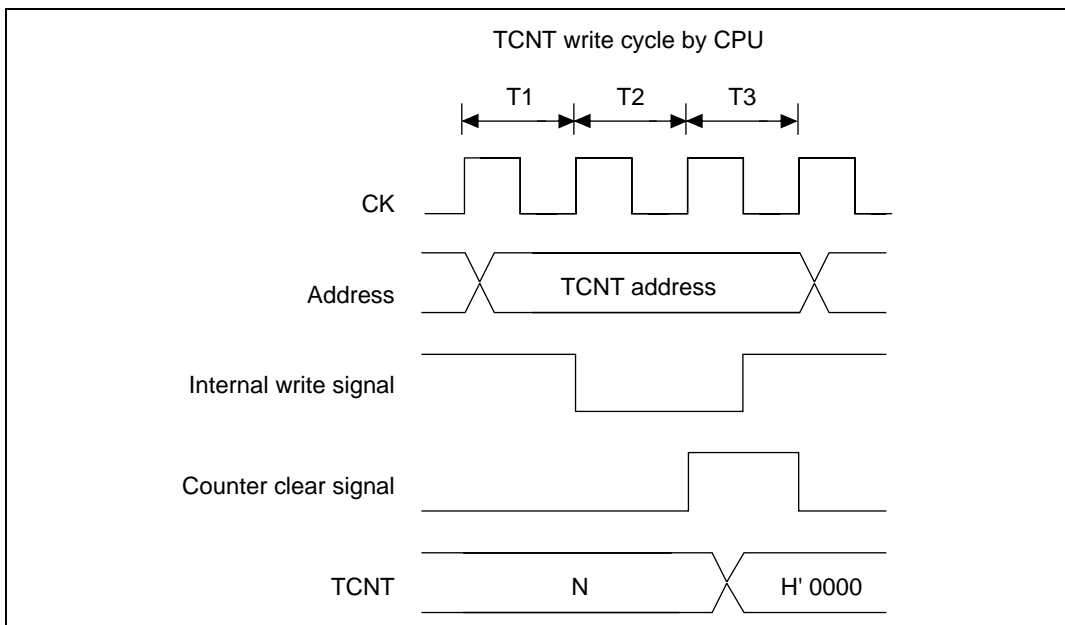 TCNT write cycle by CPU
T1 T2 T3
CK
Address
TCNT address
Internal write signal
Counter clear signal
TCNT
N
H' 0000